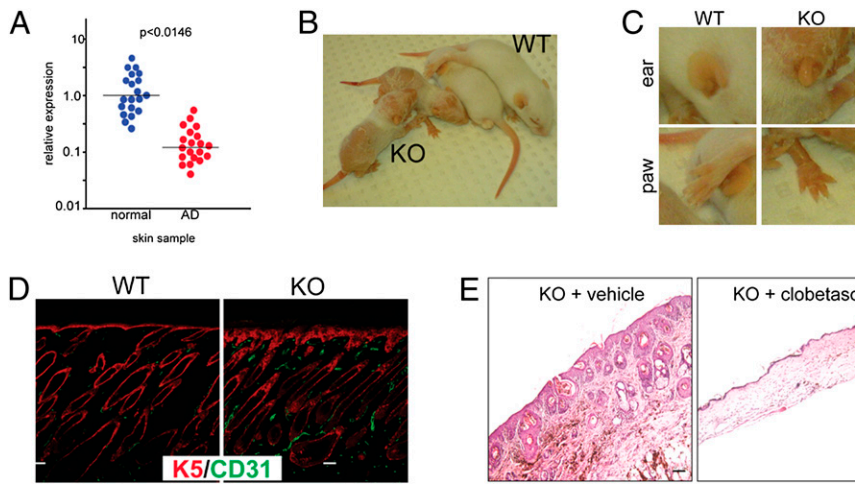 A
p<0.0146
10
1.0
0.1
0.01
relative expression
normal AD
skin sample
B
WT
KO
C
WT KO
ear
paw
D
WT KO
K5/CD31
E
KO + vehicle
KO + clobetaso